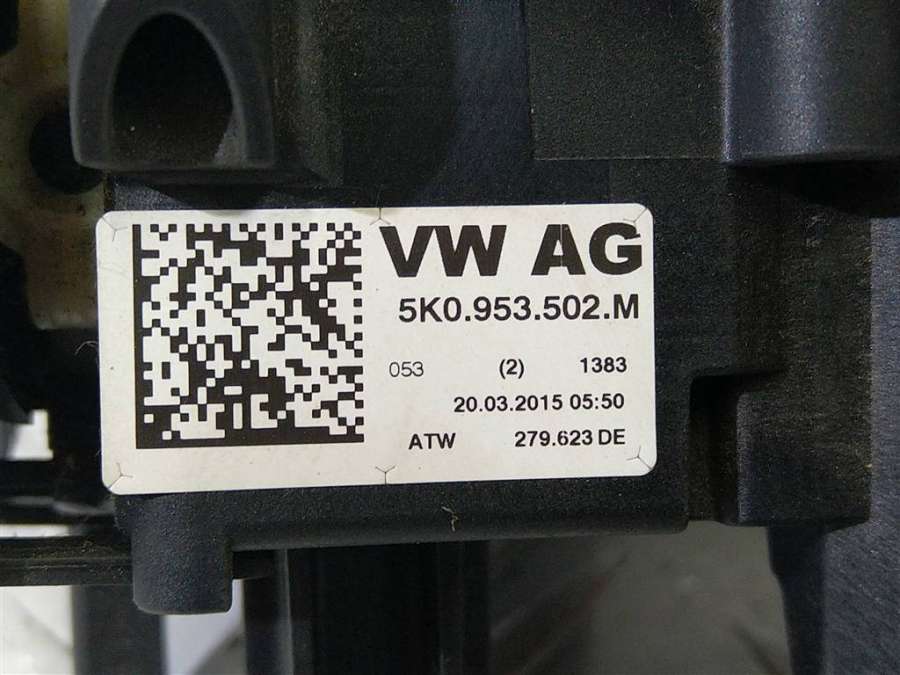 VW AG
5K0.953.502.M
053 (2) 1383
20.03.2015 05:50
ATW 279.623 DE